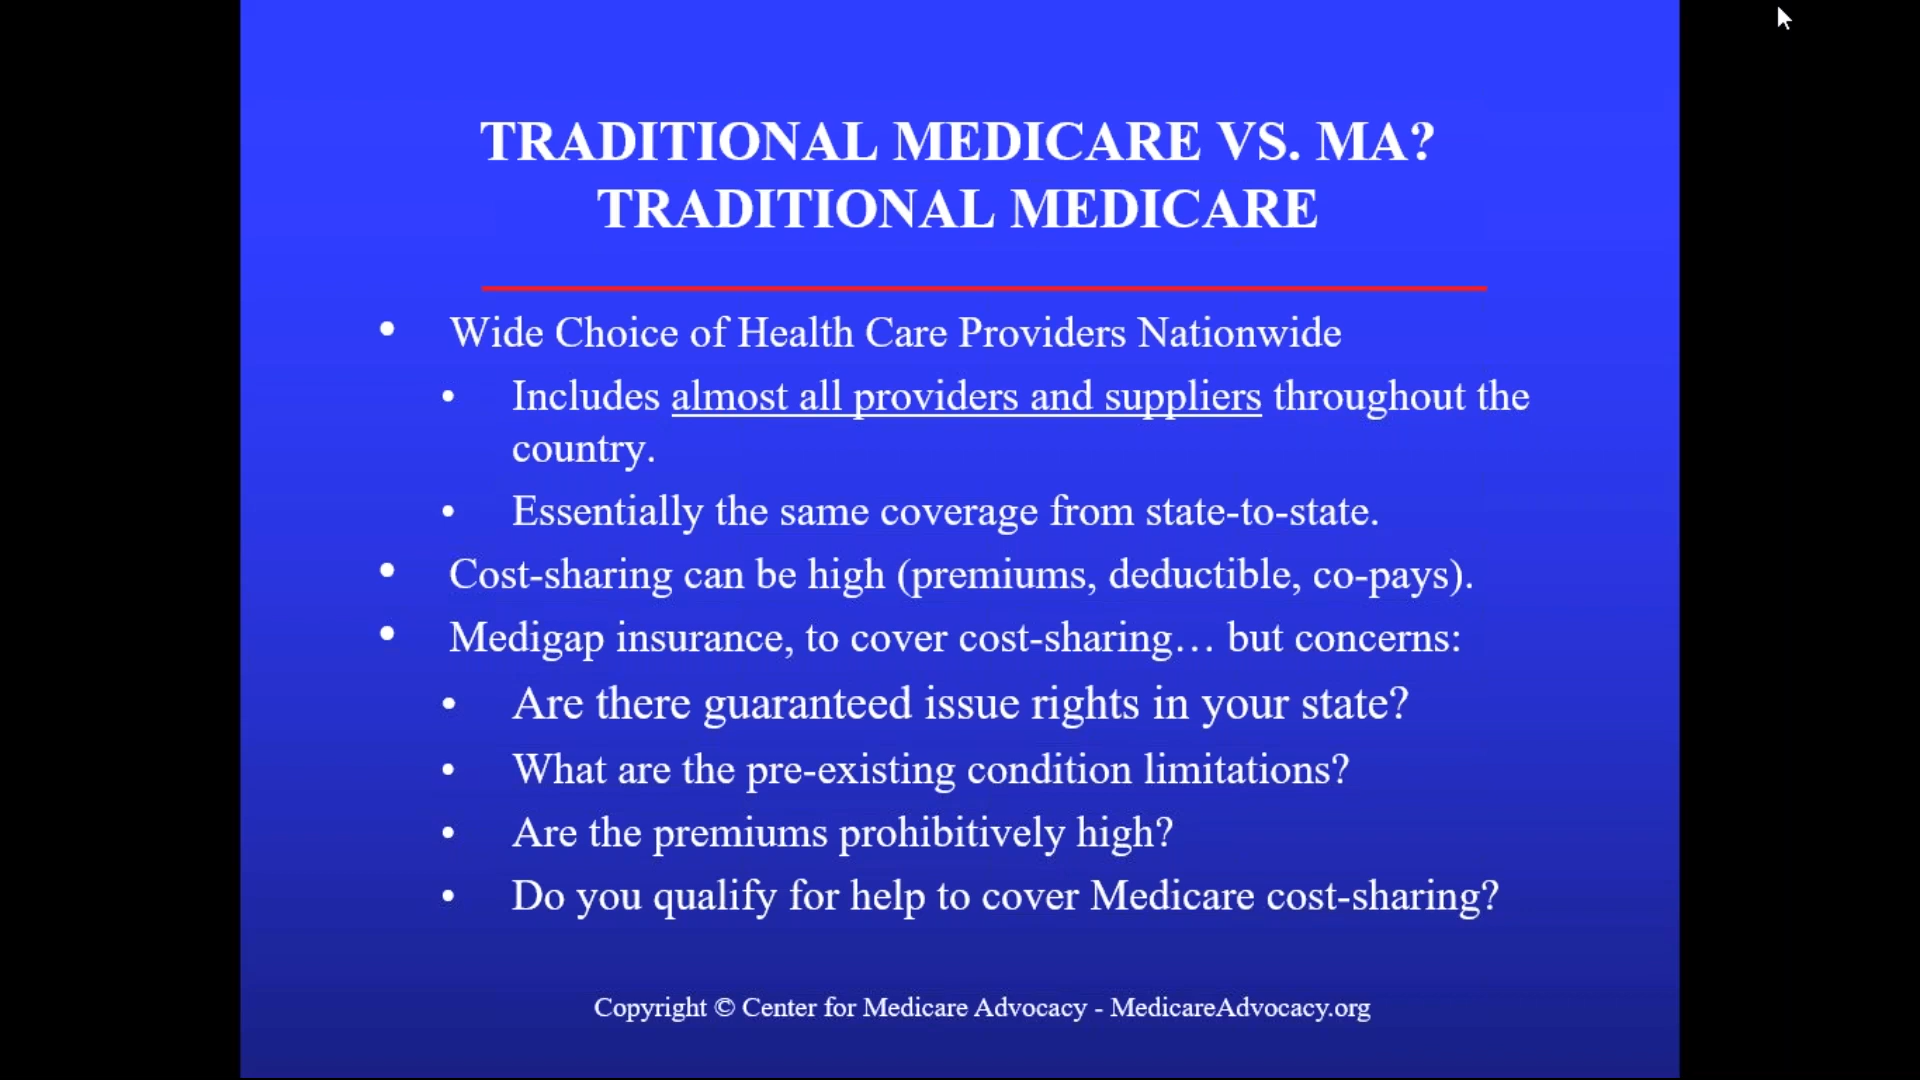 TRADITIONAL MEDICARE VS. MA?
TRADITIONAL MEDICARE
• Wide Choice of Health Care Providers Nationwide
• Includes almost all providers and suppliers throughout the
country.
• Essentially the same coverage from state-to-state.
• Cost-sharing can be high (premiums, deductible, co-pays).
• Medigap insurance, to cover cost-sharing… but concerns:
• Are there guaranteed issue rights in your state?
• What are the pre-existing condition limitations?
• Are the premiums prohibitively high?
• Do you qualify for help to cover Medicare cost-sharing?
Copyright © Center for Medicare Advocacy - MedicareAdvocacy.org